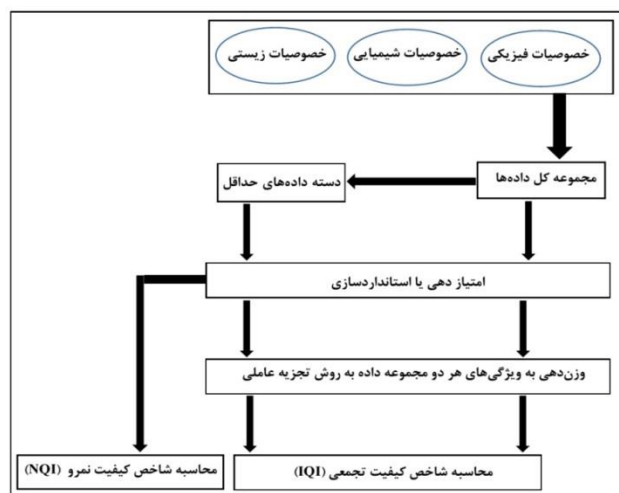 خصوصیات فیزیکی
خصوصیات شیمیایی
خصوصیات زیستی
مجموعه کل داده‌ها
دسته داده‌های حداقل
امتیاز دهی یا استانداردسازی
وزن‌دهی به ویژگی‌های هر دو مجموعه داده به روش تجزیه عاملی
محاسبه شاخص کیفیت تجمعی (IQI)
محاسبه شاخص کیفیت نمرو (NQI)